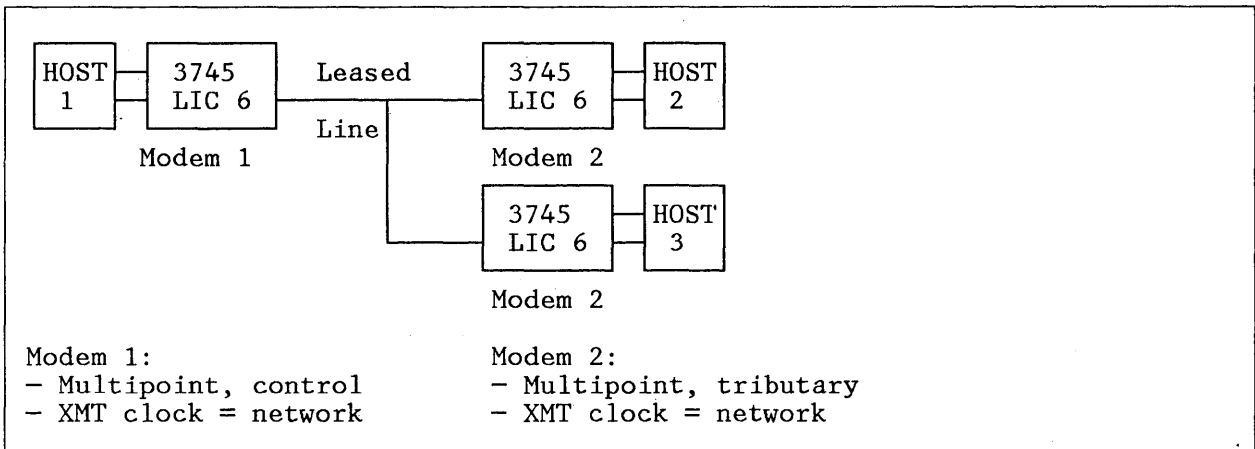 HOST
1
3745
LIC 6
Leased
Line
3745
LIC 6
HOST
2
Modem 1
Modem 2
3745
LIC 6
HOST
3
Modem 2
Modem 1:
— Multipoint, control
— XMT clock = network
Modem 2:
— Multipoint, tributary
— XMT clock = network